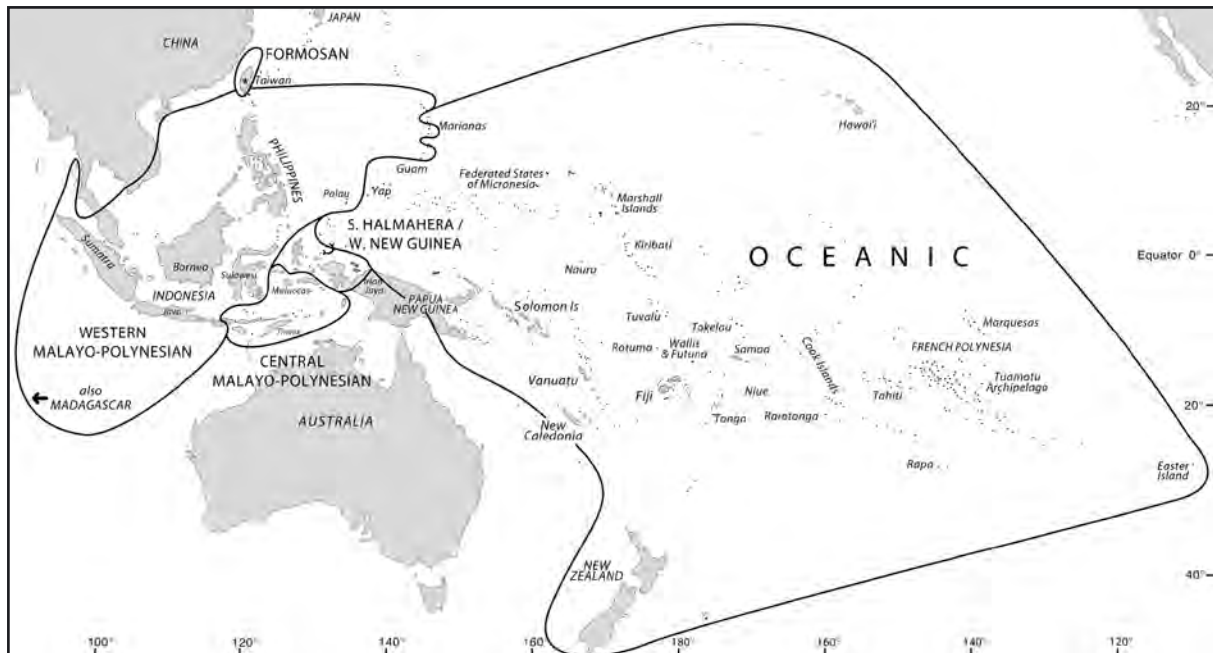 JAPAN
CHINA
FORMOSAN
Taiwan
20°
Marianas
Hawai'i
PHILIPPINES
Guam
Federated States
of Micronesia
Palau
Yap
Marshall
Islands
S. HALMAHERA /
W. NEW GUINEA
Kiribati
OCEANIC
Equator 0°
Sumatra
Borneo
Sulawesi
Nauru
INDONESIA
Moluccas
Irian
Jaya
PAPUA
NEW GUINEA
Solomon Is
Java
Timor
Tuvalu
Tokelau
Marquesas
WESTERN
MALAYO-POLYNESIAN
CENTRAL
MALAYO-POLYNESIAN
Rotuma
Wallis
& Futuna
Samoa
Cook Islands
FRENCH POLYNESIA
also
MADAGASCAR
Vanuatu
Fiji
Niue
Tahiti
Tuamotu
Archipelago
20°
AUSTRALIA
New
Caledonia
Tonga
Rarotonga
Rapa
Easter
Island
NEW
ZEALAND
40°
100°
120°
140°
160°
180°
160°
140°
120°